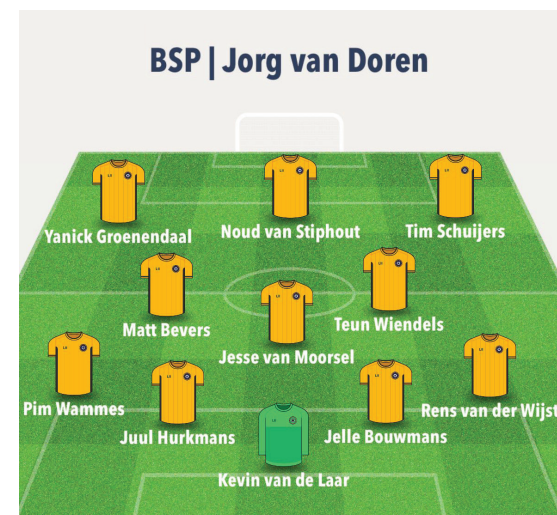 BSP | Jorg van Doren
Yanick Groenendaal
Noud van Stiphout
Tim Schuijers
Matt Bevers
Jesse van Moorsel
Teun Wiendels
Pim Wammes
Juul Hurkmans
Jelle Bouwmans
Rens van der Wijst
Kevin van de Laar